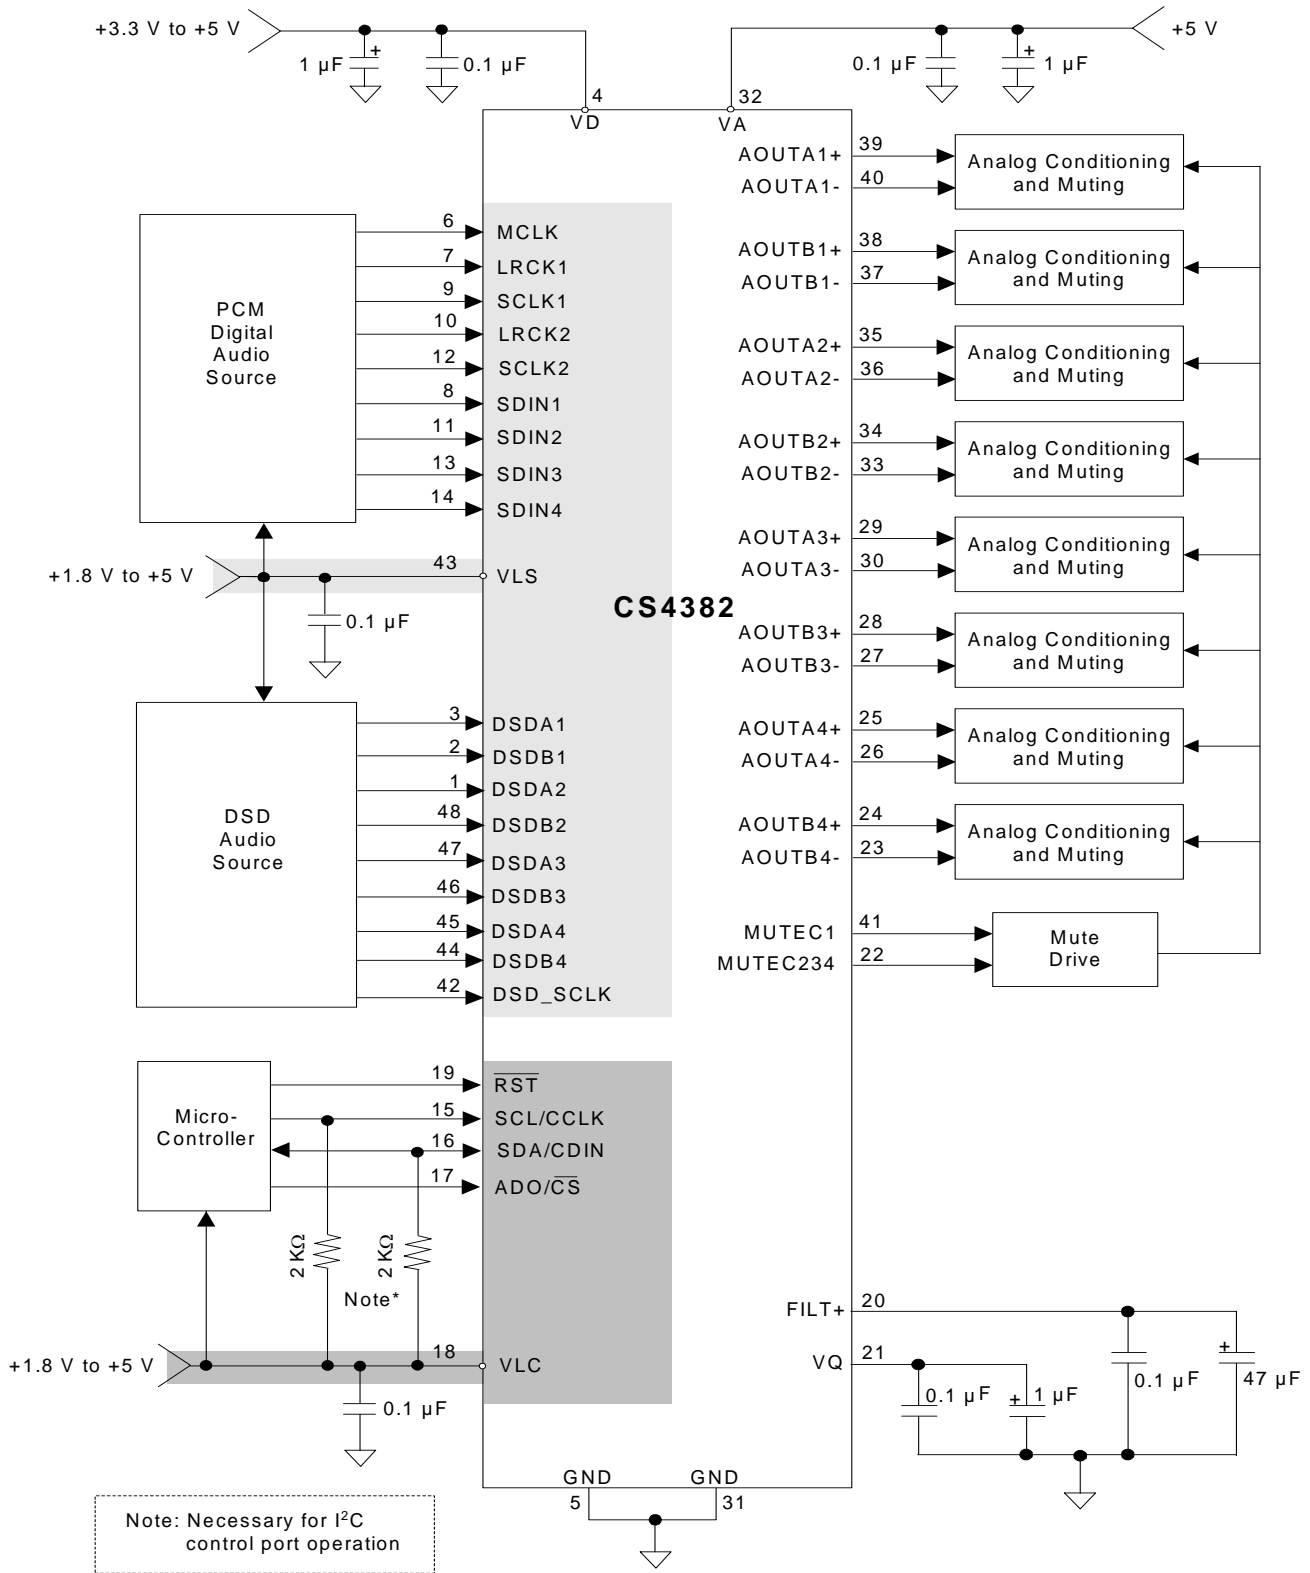 +3.3 V to +5 V
1 µF
+
0.1 µF
+5 V
0.1 µF
+
1 µF
4
VD
32
VA
PCM
Digital
Audio
Source
6
MCLK
7
LRCK1
9
SCLK1
10
LRCK2
12
SCLK2
8
SDIN1
11
SDIN2
13
SDIN3
14
SDIN4
+1.8 V to +5 V
43
VLS
0.1 µF
CS4382
DSD
Audio
Source
3
DSDA1
2
DSDB1
1
DSDA2
48
DSDB2
47
DSDA3
46
DSDB3
45
DSDA4
44
DSDB4
42
DSD_SCLK
Micro-
Controller
19
RST
15
SCL/CCLK
16
SDA/CDIN
17
ADO/CS
2 KΩ
2 KΩ
Note*
+1.8 V to +5 V
18
VLC
0.1 µF
AOUTA1+
39
AOUTA1-
40
Analog Conditioning
and Muting
AOUTB1+
38
AOUTB1-
37
Analog Conditioning
and Muting
AOUTA2+
35
AOUTA2-
36
Analog Conditioning
and Muting
AOUTB2+
34
AOUTB2-
33
Analog Conditioning
and Muting
AOUTA3+
29
AOUTA3-
30
Analog Conditioning
and Muting
AOUTB3+
28
AOUTB3-
27
Analog Conditioning
and Muting
AOUTA4+
25
AOUTA4-
26
Analog Conditioning
and Muting
AOUTB4+
24
AOUTB4-
23
Analog Conditioning
and Muting
MUTEC1
41
MUTEC234
22
Mute
Drive
FILT+
20
VQ
21
0.1 µF
+
1 µF
0.1 µF
+
47 µF
GND
5
GND
31
Note: Necessary for I²C
control port operation